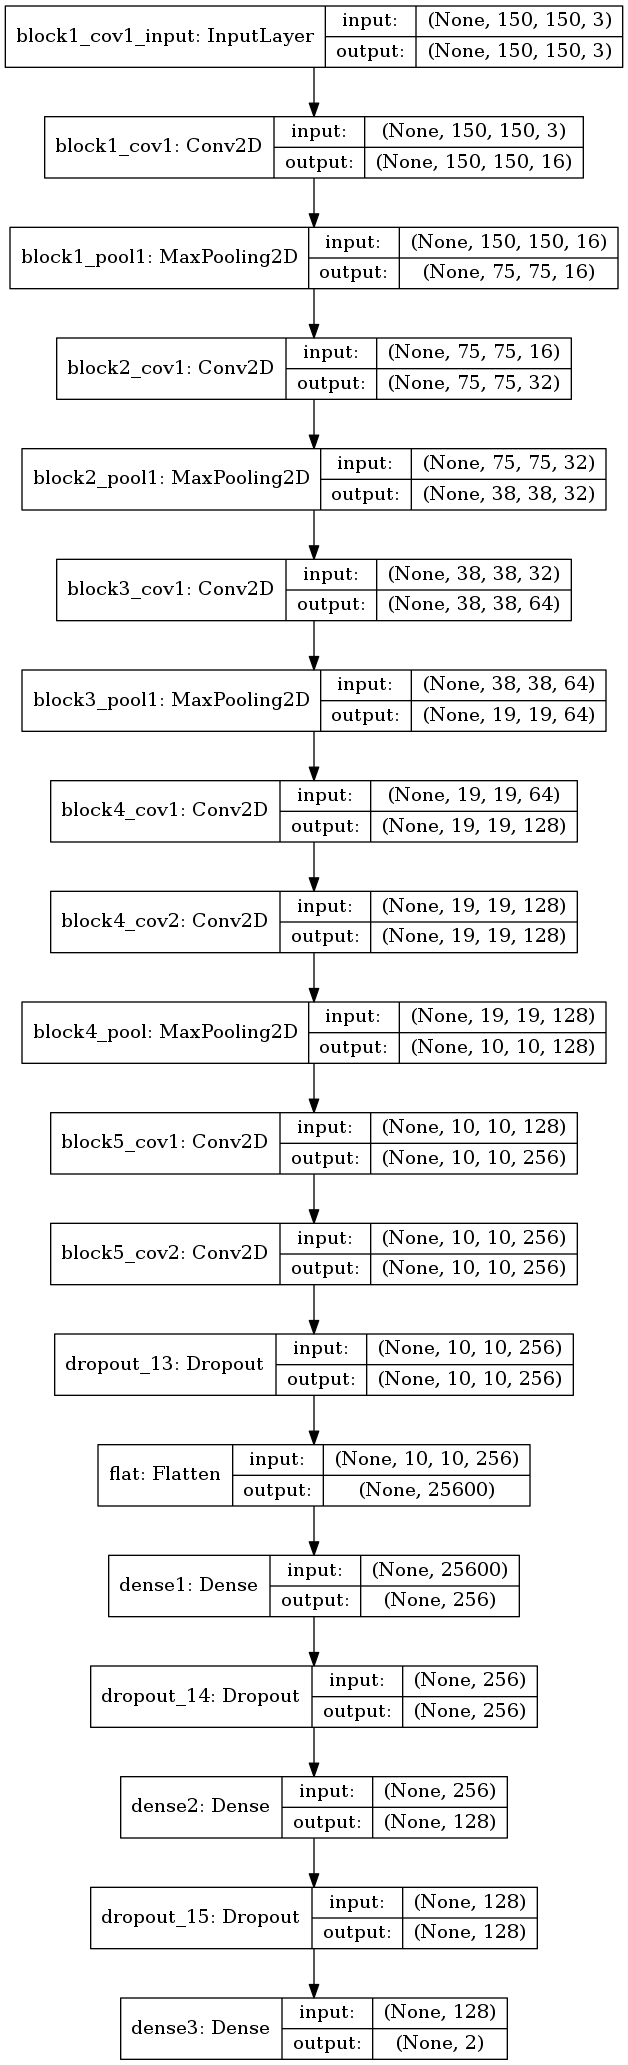 block1_cov1_input: InputLayer input: (None, 150, 150, 3)
output: (None, 150, 150, 3)
block1_cov1: Conv2D input: (None, 150, 150, 3)
output: (None, 150, 150, 16)
block1_pool1: MaxPooling2D input: (None, 150, 150, 16)
output: (None, 75, 75, 16)
block2_cov1: Conv2D input: (None, 75, 75, 16)
output: (None, 75, 75, 32)
block2_pool1: MaxPooling2D input: (None, 75, 75, 32)
output: (None, 38, 38, 32)
block3_cov1: Conv2D input: (None, 38, 38, 32)
output: (None, 38, 38, 64)
block3_pool1: MaxPooling2D input: (None, 38, 38, 64)
output: (None, 19, 19, 64)
block4_cov1: Conv2D input: (None, 19, 19, 64)
output: (None, 19, 19, 128)
block4_cov2: Conv2D input: (None, 19, 19, 128)
output: (None, 19, 19, 128)
block4_pool: MaxPooling2D input: (None, 19, 19, 128)
output: (None, 10, 10, 128)
block5_cov1: Conv2D input: (None, 10, 10, 128)
output: (None, 10, 10, 256)
block5_cov2: Conv2D input: (None, 10, 10, 256)
output: (None, 10, 10, 256)
dropout_13: Dropout input: (None, 10, 10, 256)
output: (None, 10, 10, 256)
flat: Flatten input: (None, 10, 10, 256)
output: (None, 25600)
dense1: Dense input: (None, 25600)
output: (None, 256)
dropout_14: Dropout input: (None, 256)
output: (None, 256)
dense2: Dense input: (None, 256)
output: (None, 128)
dropout_15: Dropout input: (None, 128)
output: (None, 128)
dense3: Dense input: (None, 128)
output: (None, 2)